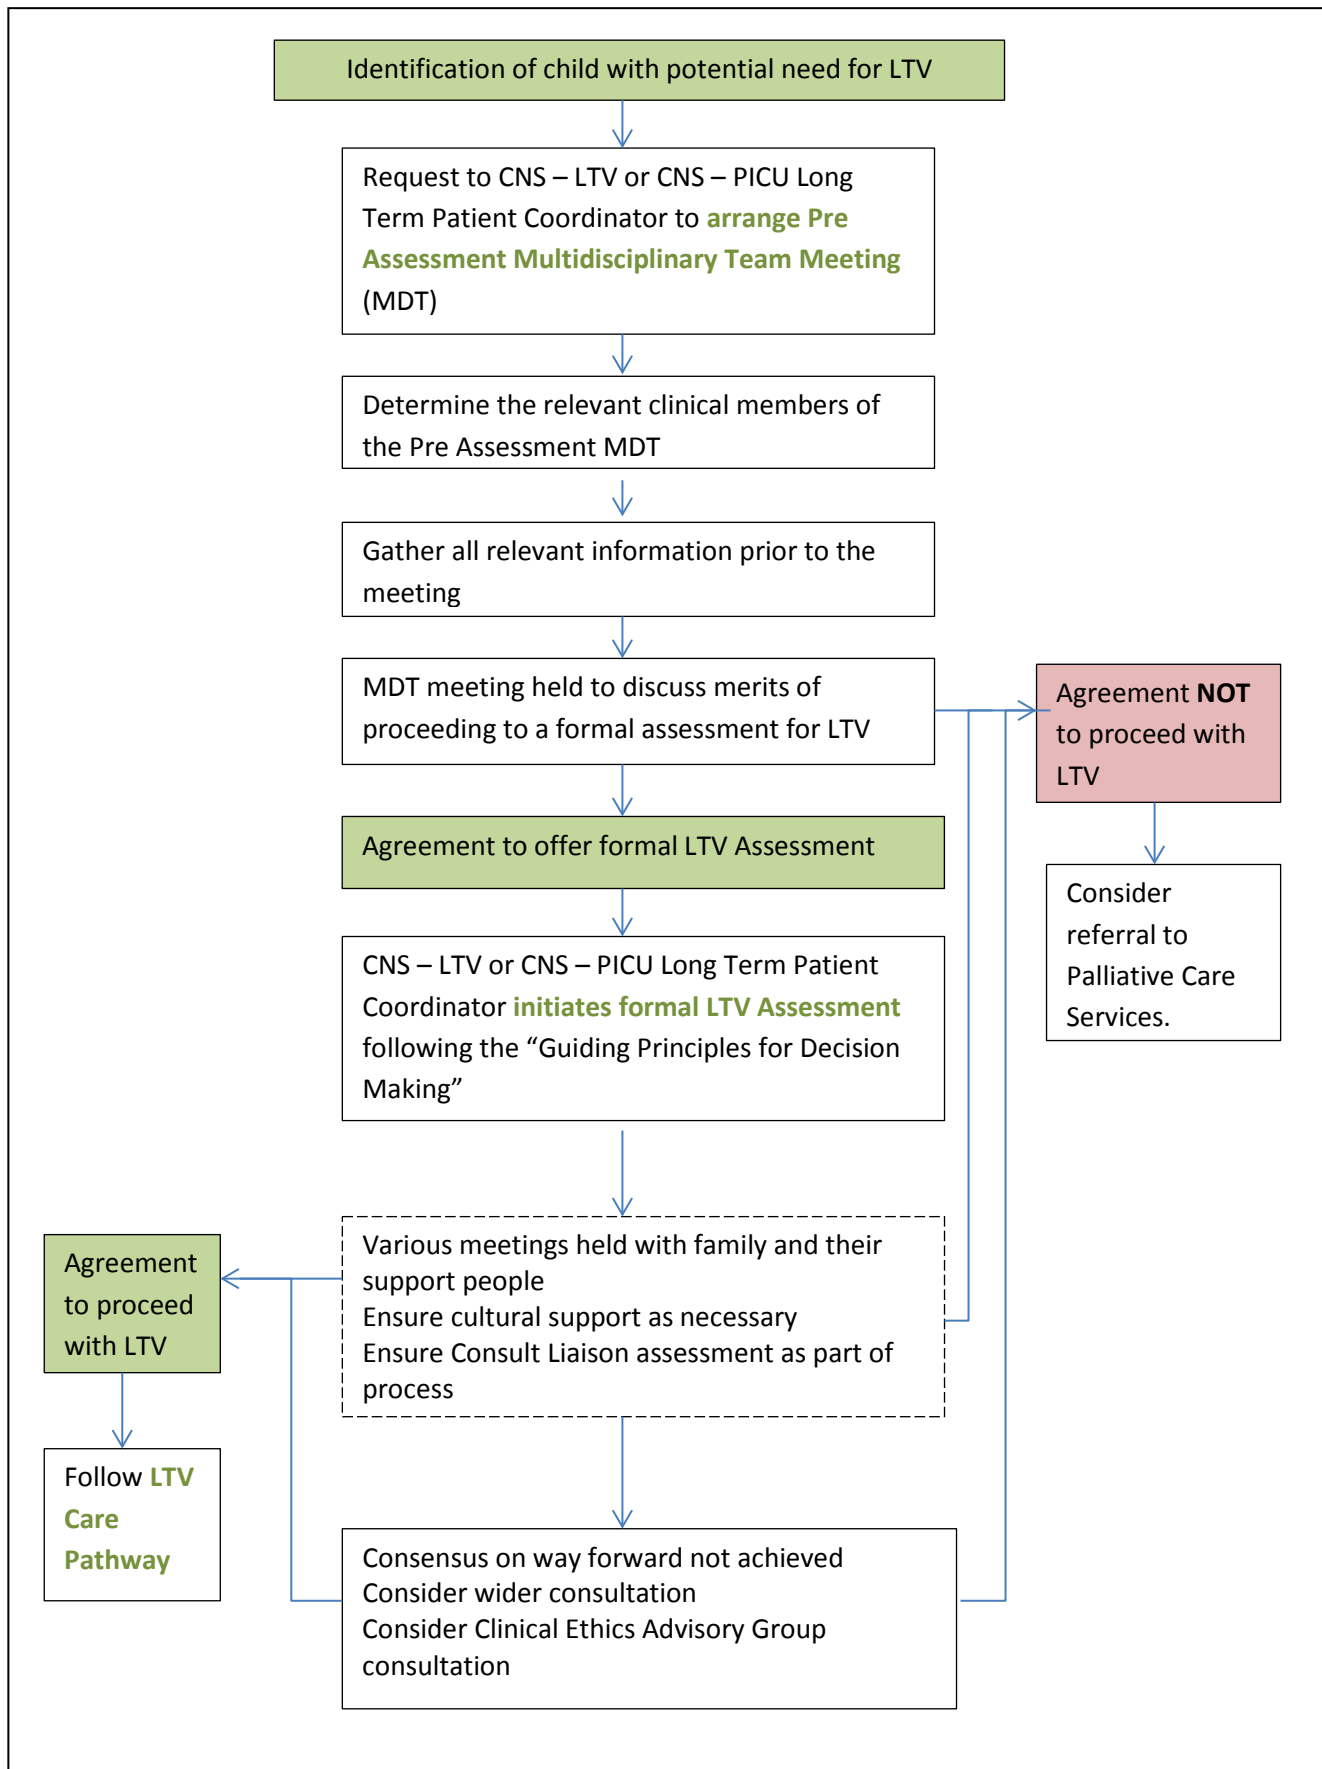 Identification of child with potential need for LTV
Request to CNS – LTV or CNS – PICU Long
Term Patient Coordinator to arrange Pre
Assessment Multidisciplinary Team Meeting
(MDT)
Determine the relevant clinical members of
the Pre Assessment MDT
Gather all relevant information prior to the
meeting
MDT meeting held to discuss merits of
proceeding to a formal assessment for LTV
Agreement NOT
to proceed with
LTV
Agreement to offer formal LTV Assessment
Consider
referral to
Palliative Care
Services.
CNS – LTV or CNS – PICU Long Term Patient
Coordinator initiates formal LTV Assessment
following the “Guiding Principles for Decision
Making”
Various meetings held with family and their
support people
Ensure cultural support as necessary
Ensure Consult Liaison assessment as part of
process
Agreement
to proceed
with LTV
Follow LTV
Care
Pathway
Consensus on way forward not achieved
Consider wider consultation
Consider Clinical Ethics Advisory Group
consultation